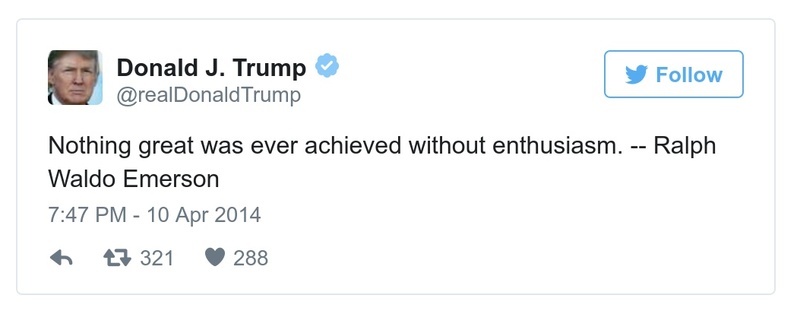 Donald J. Trump
@realDonaldTrump
Follow
Nothing great was ever achieved without enthusiasm. -- Ralph
Waldo Emerson
7:47 PM - 10 Apr 2014
321 288